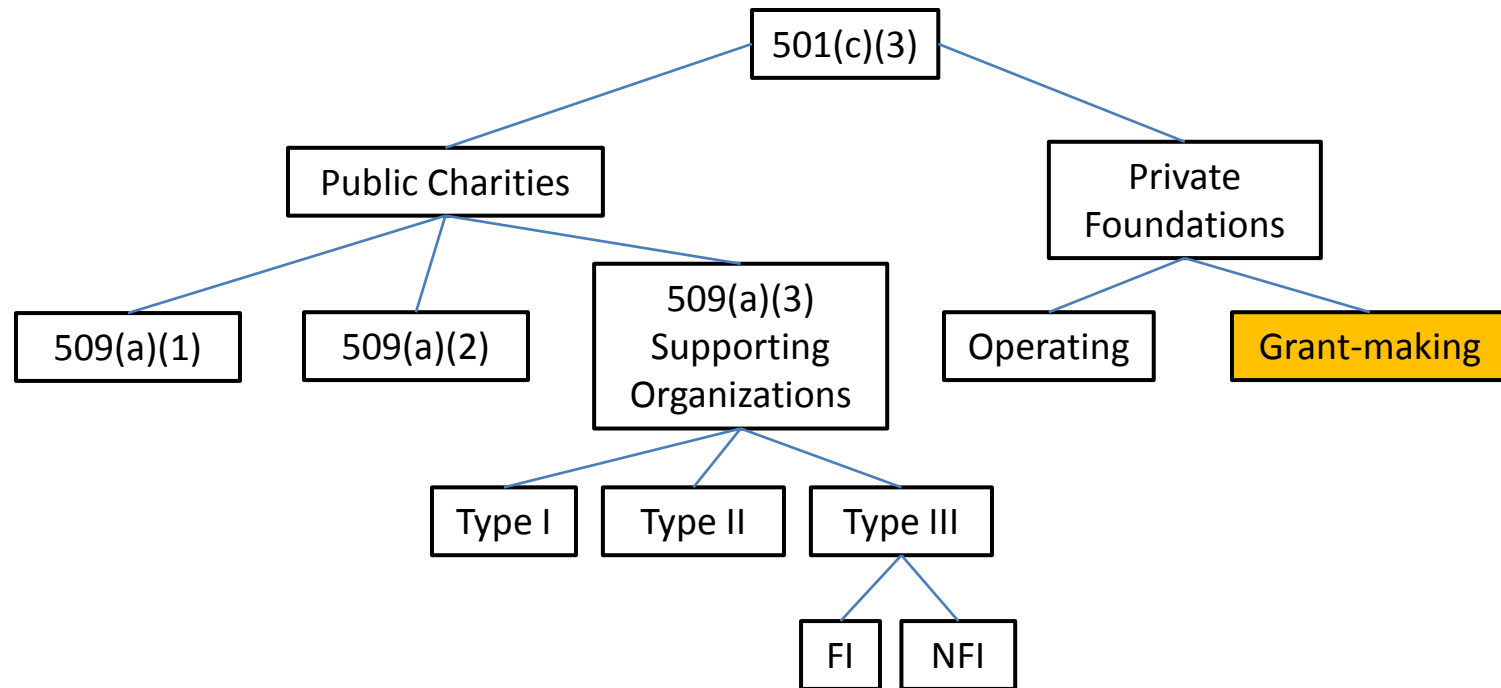 501(c)(3)
Public Charities
Private
Foundations
509(a)(1)
509(a)(2)
509(a)(3)
Supporting
Organizations
Operating
Grant-making
Type I
Type II
Type III
FI
NFI